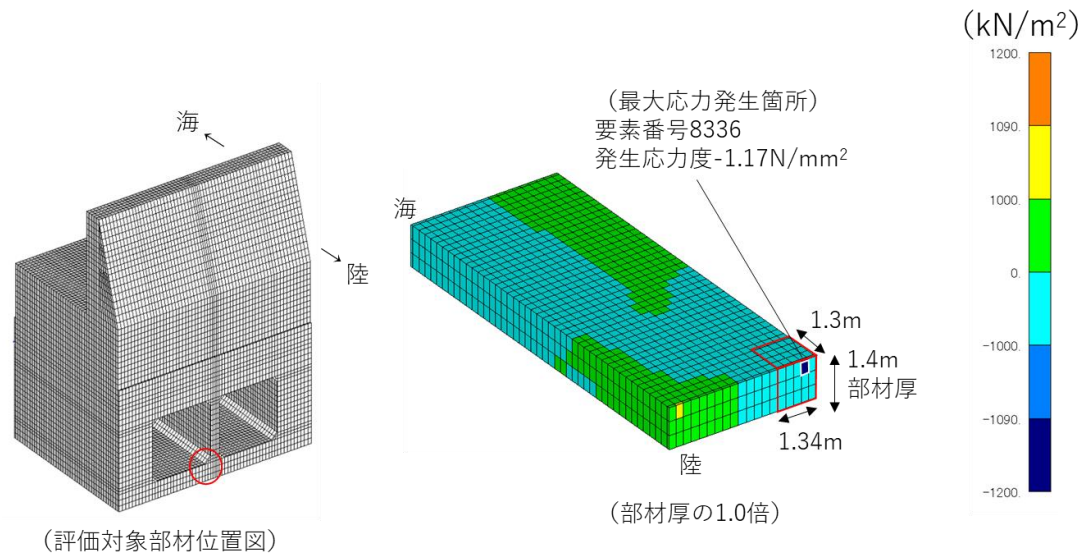 (kN/m²)
1200.
1090.
1000.
0.
-1000.
-1090.
-1200.
(最大応力発生箇所)
要素番号8336
発生応力度-1.17N/mm²
海
陸
海
陸
1.3m
1.4m
部材厚
1.34m
(部材厚の1.0倍)
(評価対象部材位置図)